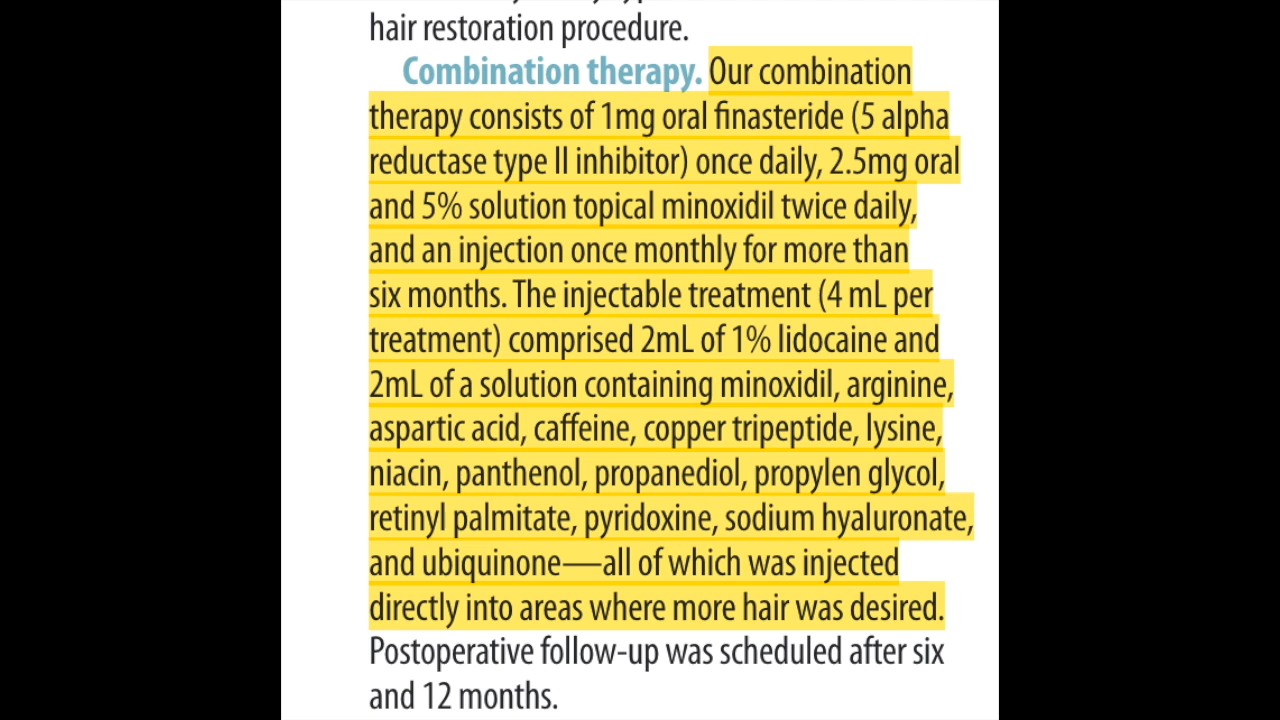 hair restoration procedure.
Combination therapy. Our combination
therapy consists of 1mg oral finasteride (5 alpha
reductase type II inhibitor) once daily, 2.5mg oral
and 5% solution topical minoxidil twice daily,
and an injection once monthly for more than
six months. The injectable treatment (4 mL per
treatment) comprised 2mL of 1% lidocaine and
2mL of a solution containing minoxidil, arginine,
aspartic acid, caffeine, copper tripeptide, lysine,
niacin, panthenol, propanediol, propylen glycol,
retinyl palmitate, pyridoxine, sodium hyaluronate,
and ubiquinone—all of which was injected
directly into areas where more hair was desired.
Postoperative follow-up was scheduled after six
and 12 months.